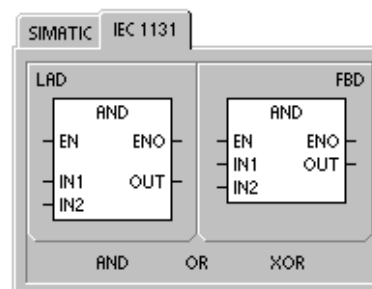 SIMATIC IEC 1131
LAD FBD
AND AND
EN ENO EN ENO
IN1 OUT IN1 OUT
IN2 IN2
AND OR XOR